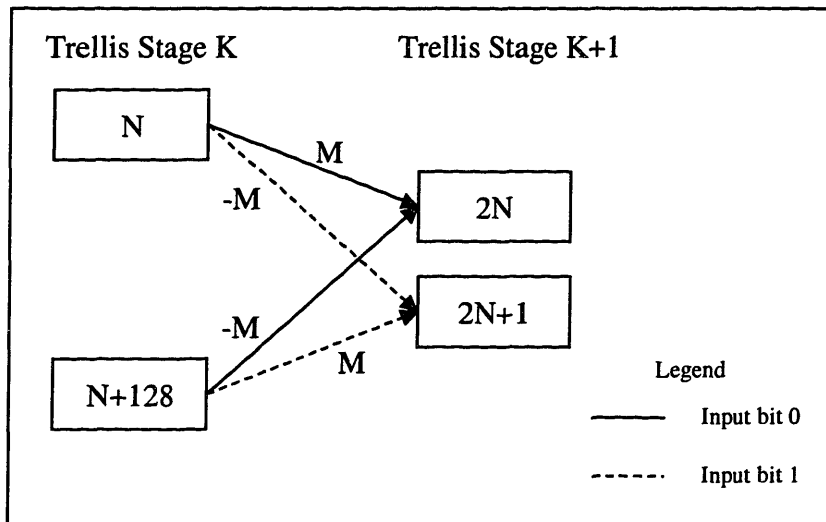 Trellis Stage K
Trellis Stage K+1
N
M
-M
2N
2N+1
-M
M
N+128
Legend
Input bit 0
Input bit 1